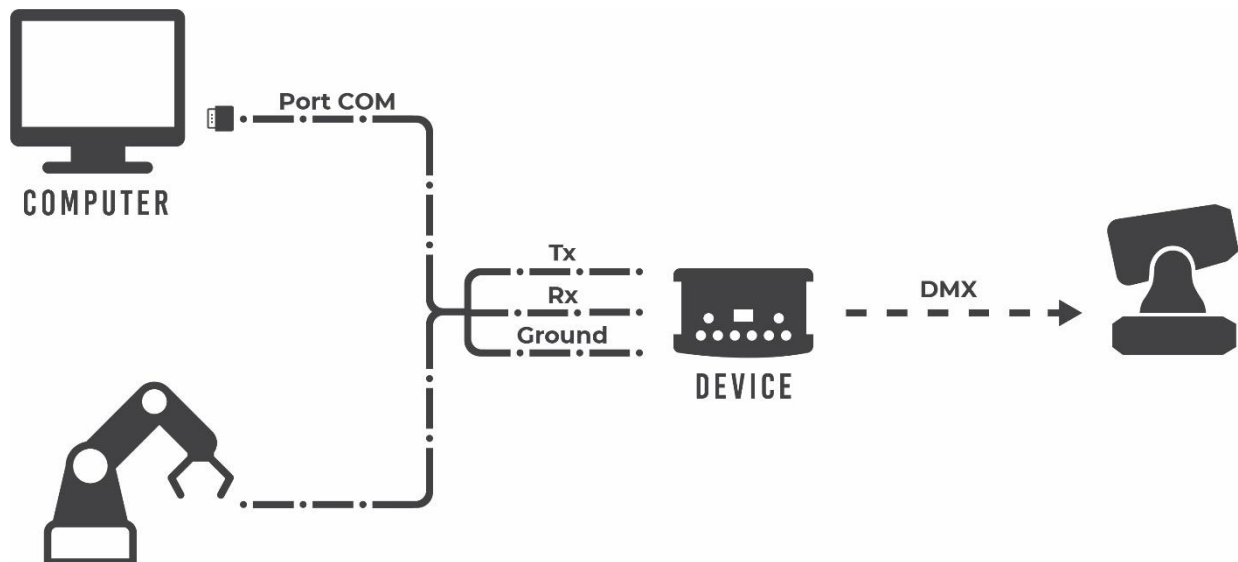 Port COM
COMPUTER
Tx
Rx
Ground
DEVICE
DMX